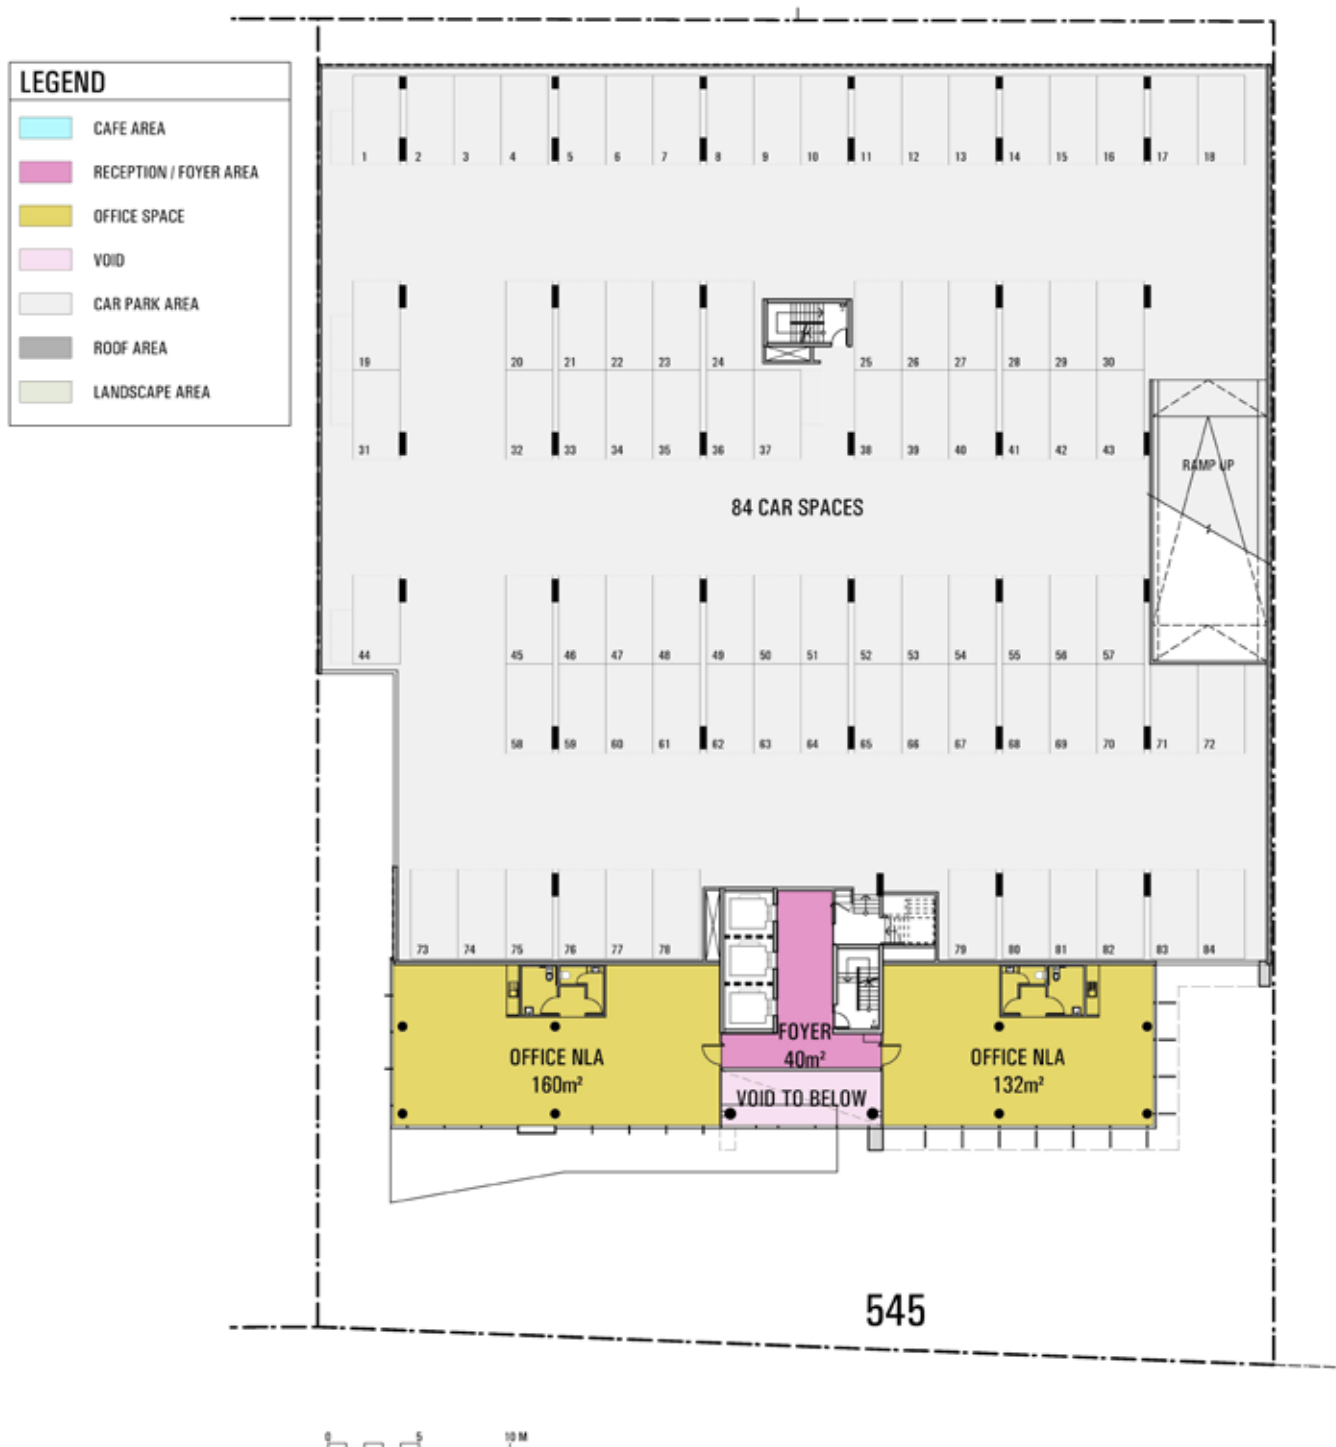 LEGEND
CAFE AREA
RECEPTION / FOYER AREA
OFFICE SPACE
VOID
CAR PARK AREA
ROOF AREA
LANDSCAPE AREA
1 2 3 4 5 6 7 8 9 10 11 12 13 14 15 16 17 18
19 20 21 22 23 24 25 26 27 28 29 30
31 32 33 34 35 36 37 38 39 40 41 42 43
RAMP UP
84 CAR SPACES
44 45 46 47 48 49 50 51 52 53 54 55 56 57
58 59 60 61 62 63 64 65 66 67 68 69 70 71 72
73 74 75 76 77 78 79 80 81 82 83 84
FOYER
40m²
OFFICE NLA
160m²
OFFICE NLA
132m²
VOID TO BELOW
545
0 5 10 M